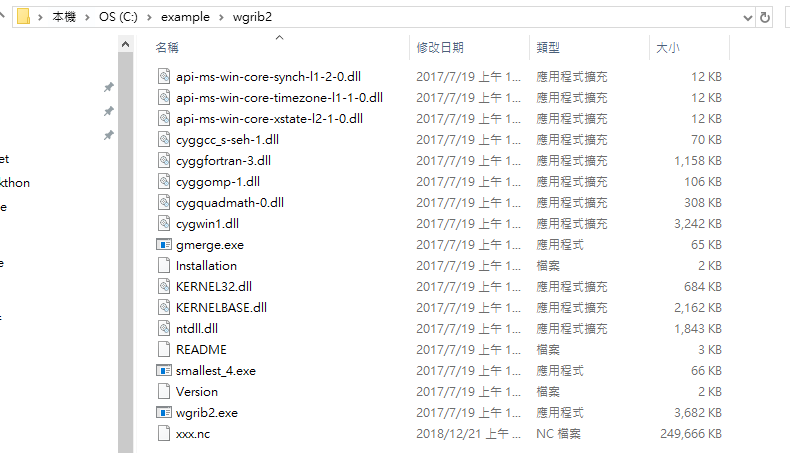 本機 > OS (C:) > example > wgrib2
名稱 修改日期 類型 大小
api-ms-win-core-synch-l1-2-0.dll 2017/7/19 上午 1... 應用程式擴充 12 KB
api-ms-win-core-timezone-l1-1-0.dll 2017/7/19 上午 1... 應用程式擴充 12 KB
api-ms-win-core-xstate-l2-1-0.dll 2017/7/19 上午 1... 應用程式擴充 12 KB
cyggcc_s-seh-1.dll 2017/7/19 上午 1... 應用程式擴充 70 KB
et
cyggfortran-3.dll 2017/7/19 上午 1... 應用程式擴充 1,158 KB
kthon
cyggomp-1.dll 2017/7/19 上午 1... 應用程式擴充 106 KB
e
cygquadmath-0.dll 2017/7/19 上午 1... 應用程式擴充 308 KB
cygwin1.dll 2017/7/19 上午 1... 應用程式擴充 3,242 KB
gmerge.exe 2017/7/19 上午 1... 應用程式 65 KB
e
Installation 2017/7/19 上午 1... 檔案 2 KB
KERNEL32.dll 2017/7/19 上午 1... 應用程式擴充 684 KB
KERNELBASE.dll 2017/7/19 上午 1... 應用程式擴充 2,162 KB
ntdll.dll 2017/7/19 上午 1... 應用程式擴充 1,843 KB
README 2017/7/19 上午 1... 檔案 3 KB
smallest_4.exe 2017/7/19 上午 1... 應用程式 66 KB
Version 2017/7/19 上午 1... 檔案 2 KB
wgrib2.exe 2017/7/19 上午 1... 應用程式 3,682 KB
xxx.nc 2018/12/21 上午 ... NC 檔案 249,666 KB